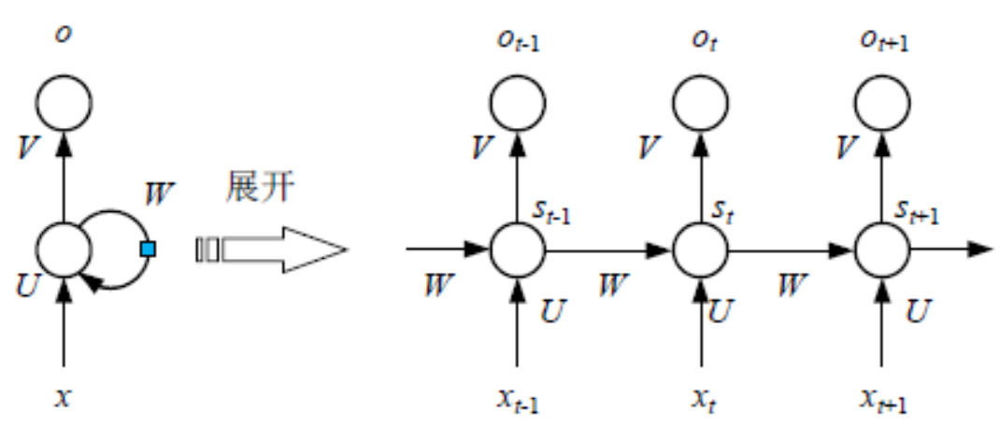 o
o_{t-1} o_t o_{t+1}
V V V V
W 展开
s_{t-1} s_t s_{t+1}
U W W W
U U U
x x_{t-1} x_t x_{t+1}